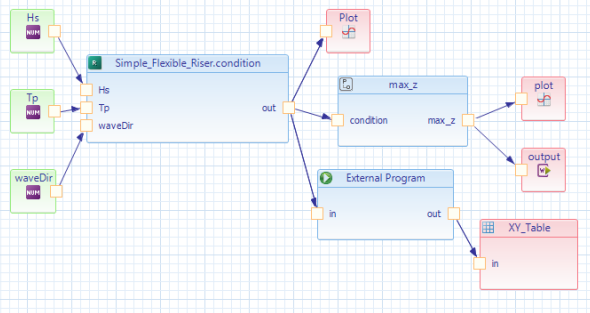 Hs
NUM
Tp
NUM
waveDir
NUM
Simple_Flexible_Riser.condition
Hs
Tp
waveDir
out
Plot
max_z
condition
max_z
plot
output
External Program
in
out
XY_Table
in